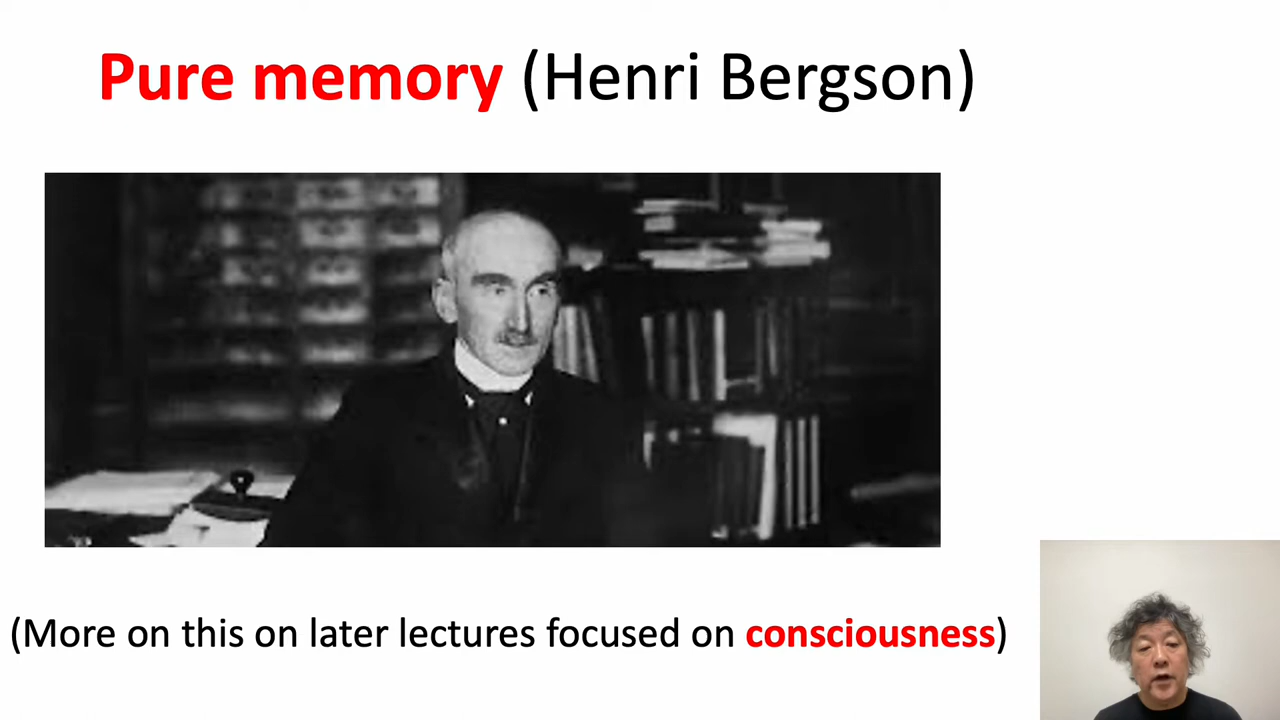 Pure memory (Henri Bergson)
(More on this on later lectures focused on consciousness)